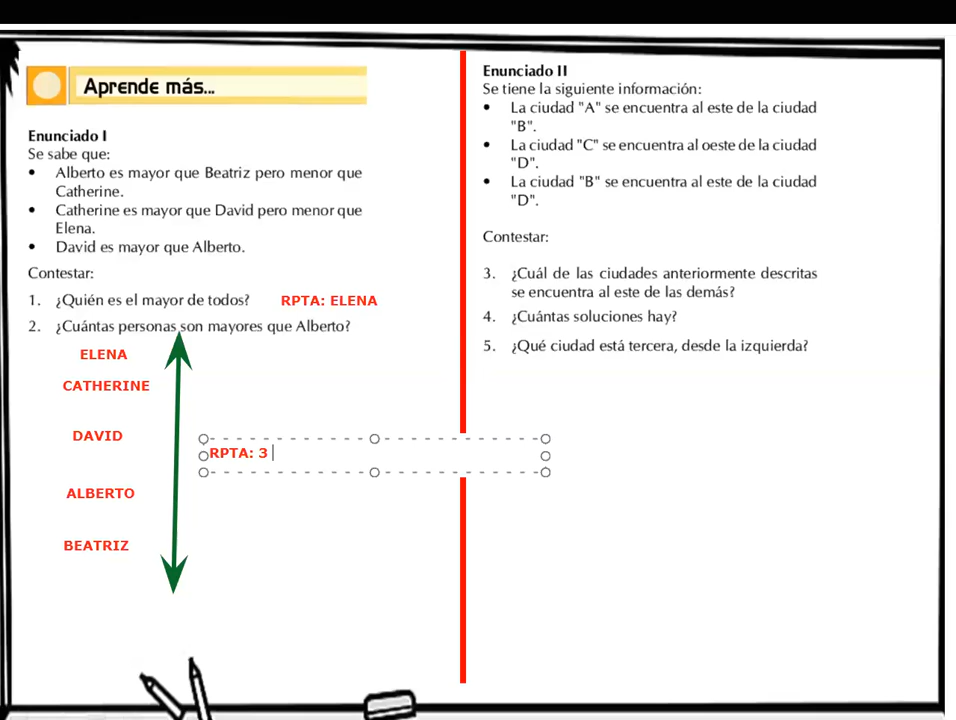 Aprende más...
Enunciado I
Se sabe que:
• Alberto es mayor que Beatriz pero menor que
Catherine.
• Catherine es mayor que David pero menor que
Elena.
• David es mayor que Alberto.
Contestar:
1. ¿Quién es el mayor de todos? RPTA: ELENA
2. ¿Cuántas personas son mayores que Alberto?
ELENA
CATHERINE
DAVID
RPTA: 3
ALBERTO
BEATRIZ
Enunciado II
Se tiene la siguiente información:
• La ciudad "A" se encuentra al este de la ciudad
"B".
• La ciudad "C" se encuentra al oeste de la ciudad
"D".
• La ciudad "B" se encuentra al este de la ciudad
"D".
Contestar:
3. ¿Cuál de las ciudades anteriormente descritas
se encuentra al este de las demás?
4. ¿Cuántas soluciones hay?
5. ¿Qué ciudad está tercera, desde la izquierda?